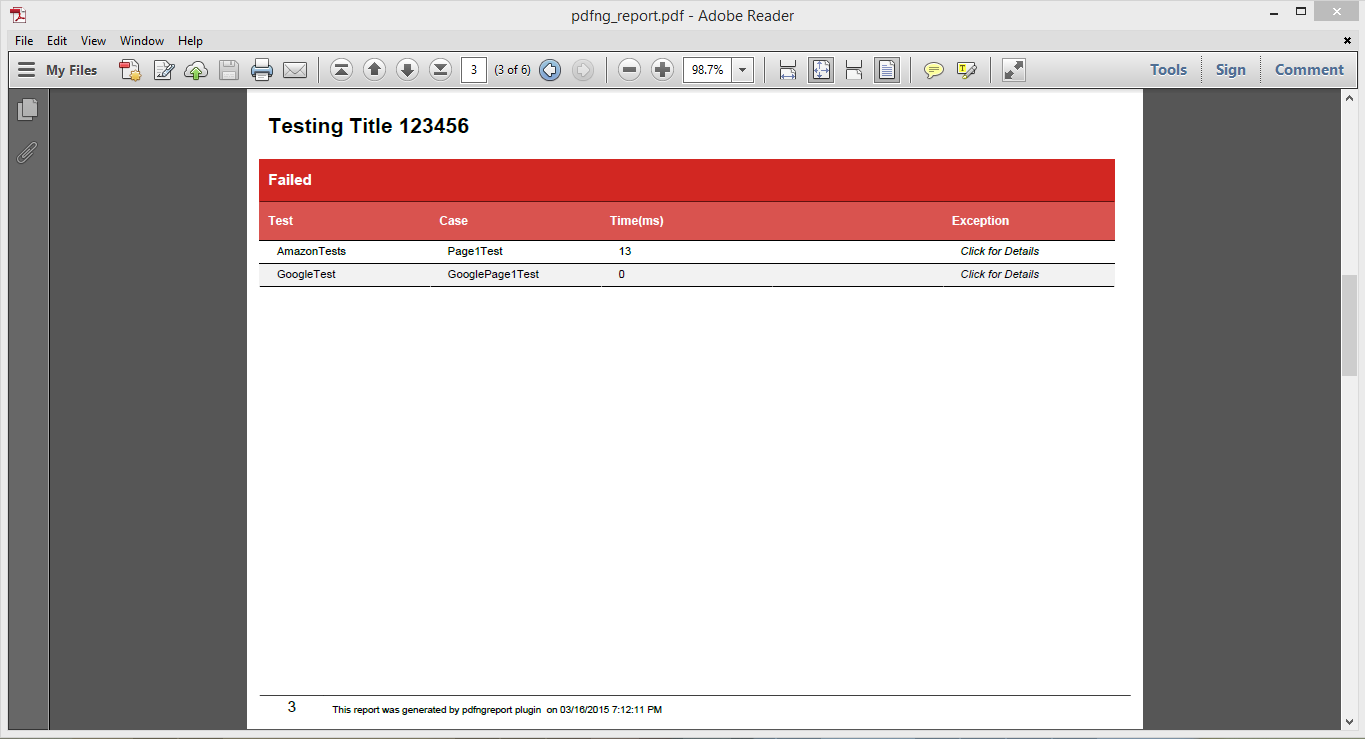 pdfng_report.pdf - Adobe Reader
File Edit View Window Help
My Files 3 (3 of 6) 98.7% Tools Sign Comment
Testing Title 123456
Failed
Test Case Time(ms) Exception
AmazonTests Page1Test 13 Click for Details
GoogleTest GooglePage1Test 0 Click for Details
3 This report was generated by pdfngreport plugin on 03/16/2015 7:12:11 PM